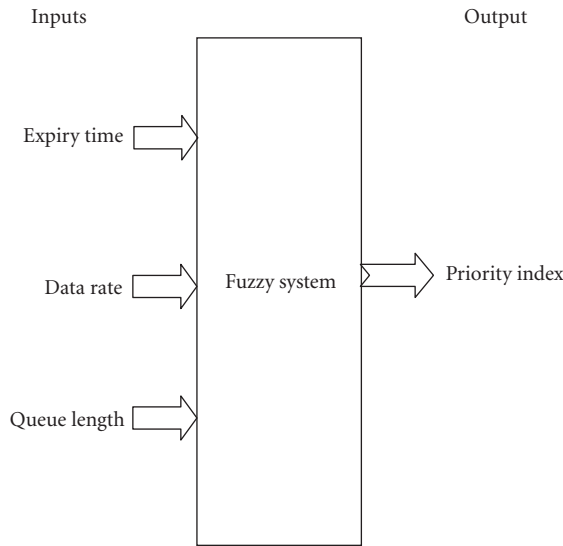 Inputs
Output
Expiry time
Data rate
Fuzzy system
Priority index
Queue length